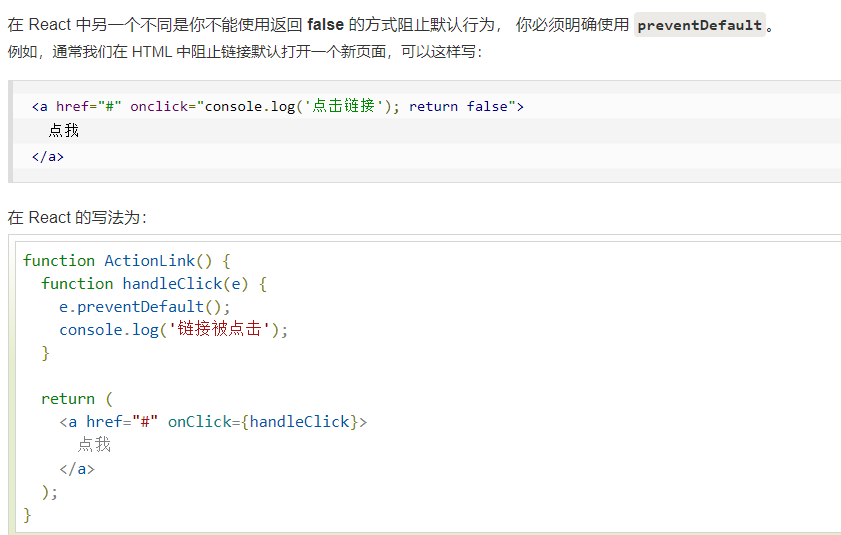 在 React 中另一个不同是你不能使用返回 false 的方式阻止默认行为， 你必须明确使用 preventDefault 。
例如，通常我们在 HTML 中阻止链接默认打开一个新页面，可以这样写：
<a href="#" onclick="console.log('点击链接'); return false">
  点我
</a>
在 React 的写法为：
function ActionLink() {
  function handleClick(e) {
    e.preventDefault();
    console.log('链接被点击');
  }
  return (
    <a href="#" onClick={handleClick}>
      点我
    </a>
  );
}